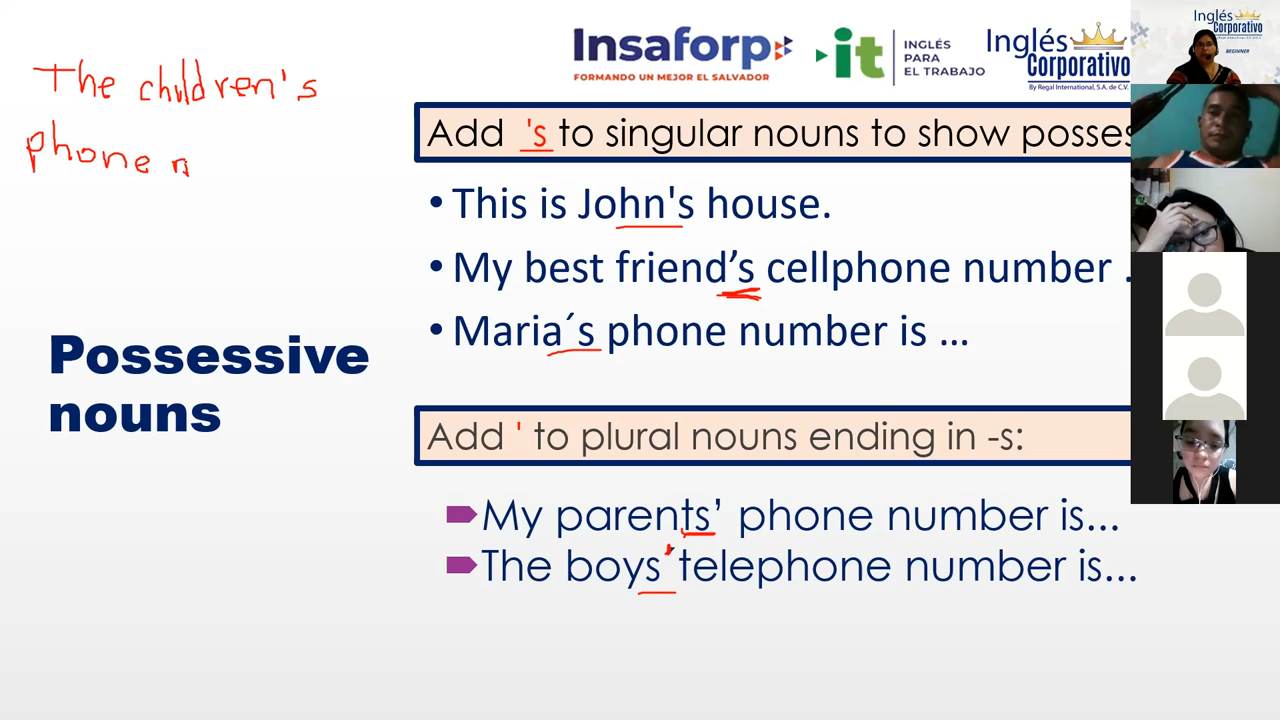 The children's
phone n
Insaforp
FORMANDO UN MEJOR EL SALVADOR
it
INGLÉS
PARA
EL TRABAJO
Inglés
Corporativo
By Regal International, S.A. de C.V.
Inglés
Corporativo
BEGINNER
Add 's to singular nouns to show posses
• This is John's house.
• My best friend’s cellphone number .
• Maria´s phone number is ...
Possessive
nouns
Add ' to plural nouns ending in -s:
My parents’ phone number is...
The boys´telephone number is...